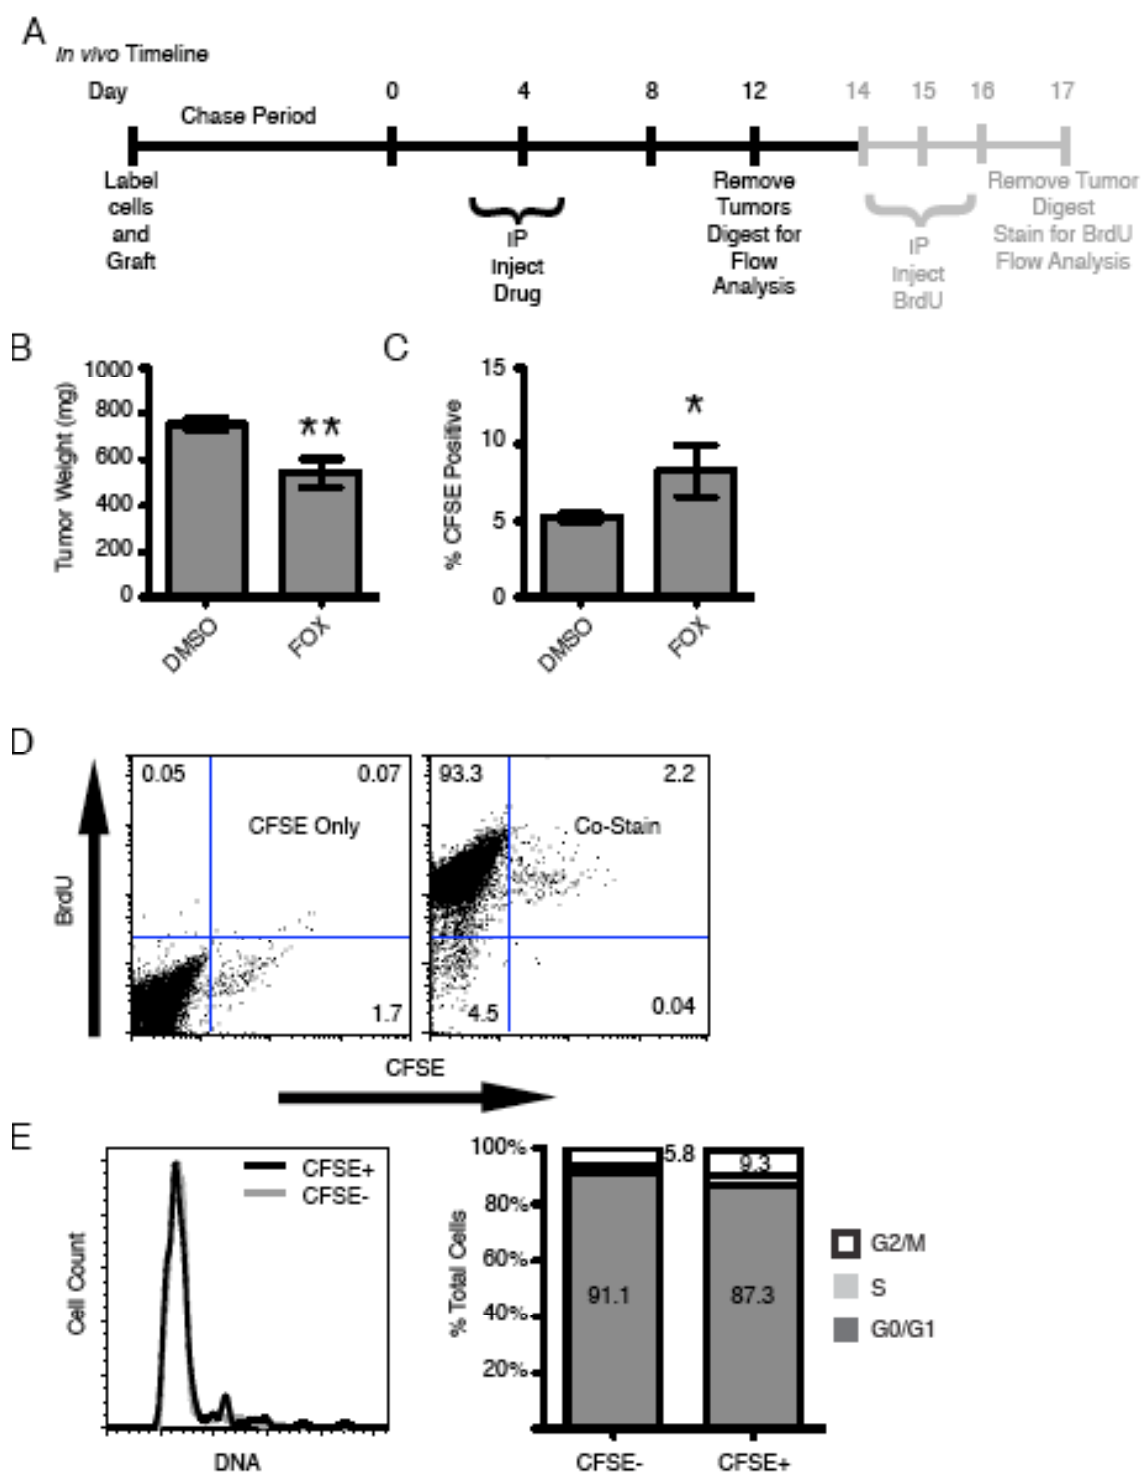 A
In vivo Timeline
Day 0 4 8 12 14 15 16 17
Chase Period
Label
cells
and
Graft
IP
Inject
Drug
Remove
Tumors
Digest for
Flow
Analysis
IP
Inject
BrdU
Remove Tumor
Digest
Stain for BrdU
Flow Analysis
B
Tumor Weight (mg)
1000
800
600
400
200
0
**
DMSO
FOX
C
% CFSE Positive
15
10
5
0
*
DMSO
FOX
D
BrdU
0.05 0.07
CFSE Only
1.7
93.3 2.2
Co-Stain
4.5 0.04
CFSE
E
Cell Count
CFSE+
CFSE-
DNA
% Total Cells
100%
80%
60%
40%
20%
5.8
9.3
91.1
87.3
CFSE-
CFSE+
G2/M
S
G0/G1